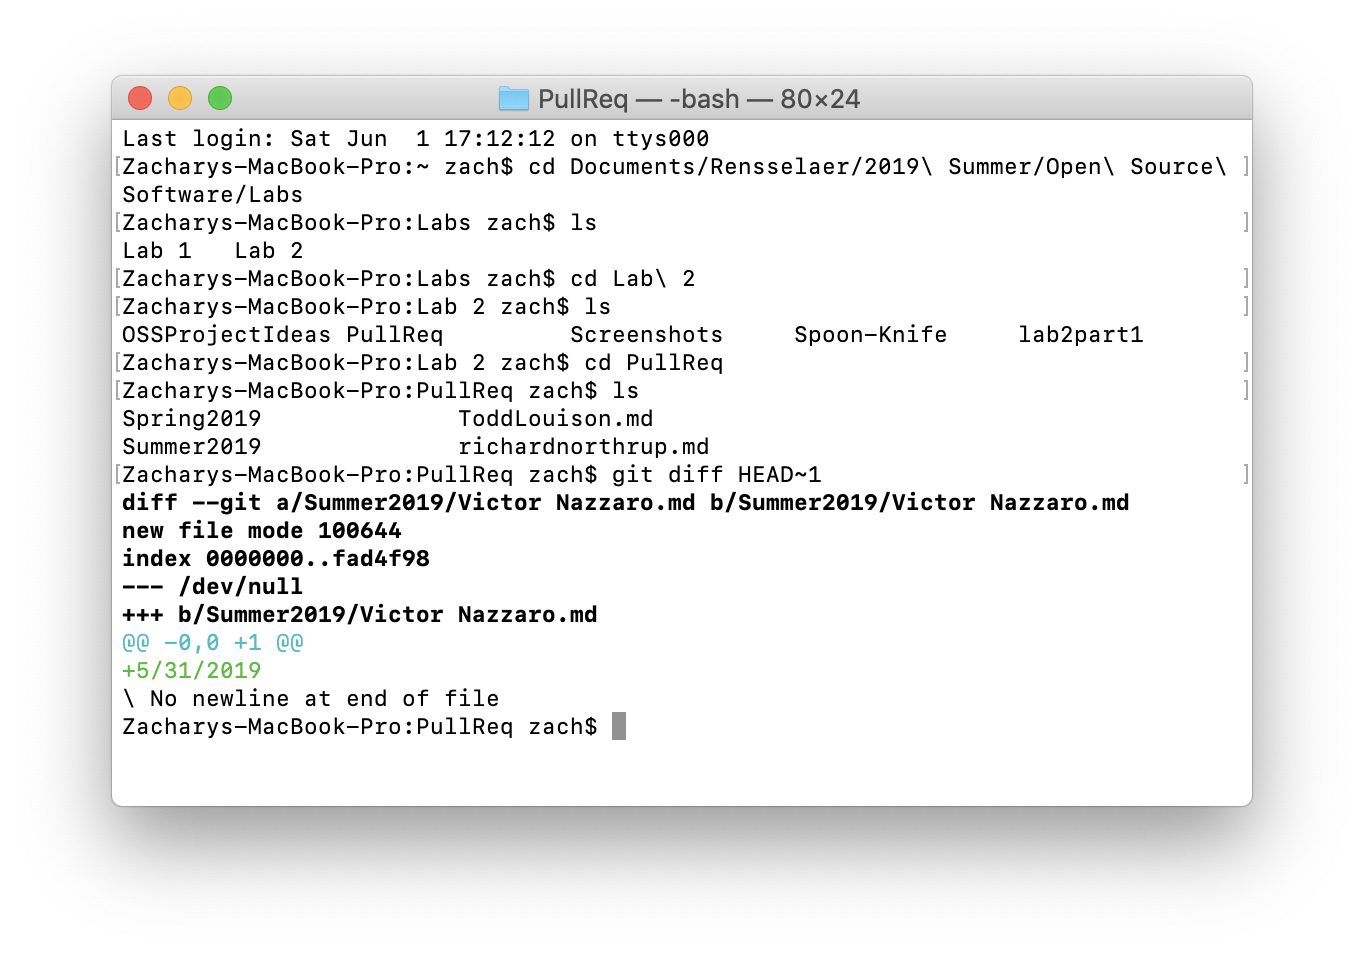 PullReq — -bash — 80×24
Last login: Sat Jun  1 17:12:12 on ttys000
[Zacharys-MacBook-Pro:~ zach$ cd Documents/Rensselaer/2019\ Summer/Open\ Source\ ]
Software/Labs
[Zacharys-MacBook-Pro:Labs zach$ ls ]
Lab 1   Lab 2
[Zacharys-MacBook-Pro:Labs zach$ cd Lab\ 2 ]
[Zacharys-MacBook-Pro:Lab 2 zach$ ls ]
OSSProjectIdeas PullReq         Screenshots     Spoon-Knife     lab2part1
[Zacharys-MacBook-Pro:Lab 2 zach$ cd PullReq ]
[Zacharys-MacBook-Pro:PullReq zach$ ls ]
Spring2019              ToddLouison.md
Summer2019              richardnorthrup.md
[Zacharys-MacBook-Pro:PullReq zach$ git diff HEAD~1 ]
diff --git a/Summer2019/Victor Nazzaro.md b/Summer2019/Victor Nazzaro.md
new file mode 100644
index 0000000..fad4f98
--- /dev/null
+++ b/Summer2019/Victor Nazzaro.md
@@ -0,0 +1 @@
+5/31/2019
\ No newline at end of file
Zacharys-MacBook-Pro:PullReq zach$